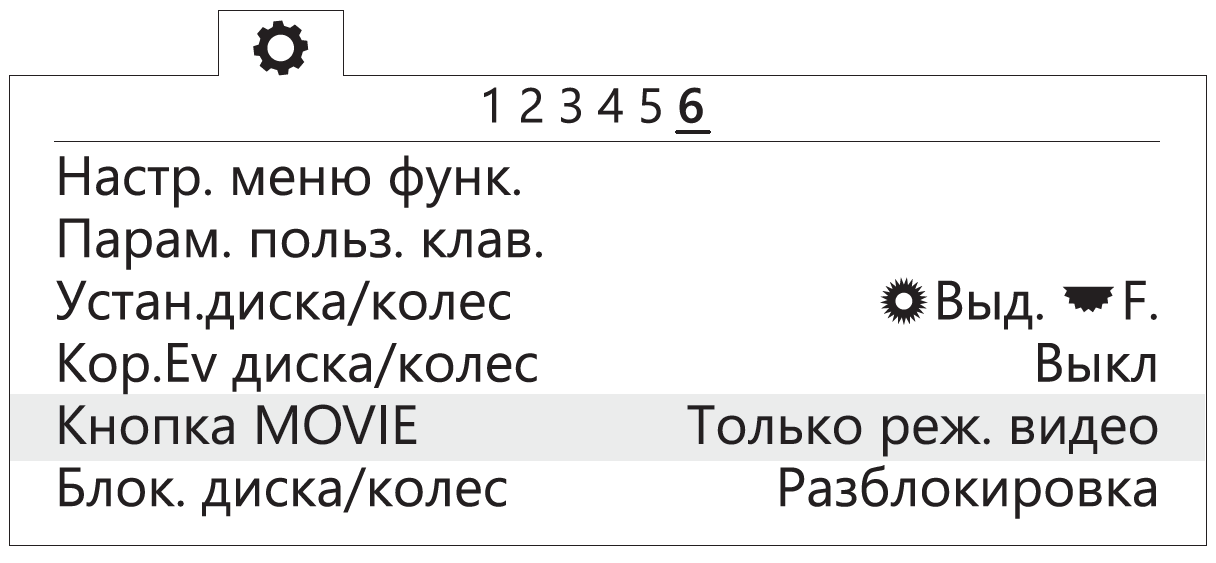 1 2 3 4 5 6
Настр. меню функ.
Парам. польз. клав.
Устан.диска/колес Выд. F.
Кор.Ev диска/колес Выкл
Кнопка MOVIE Только реж. видео
Блок. диска/колес Разблокировка